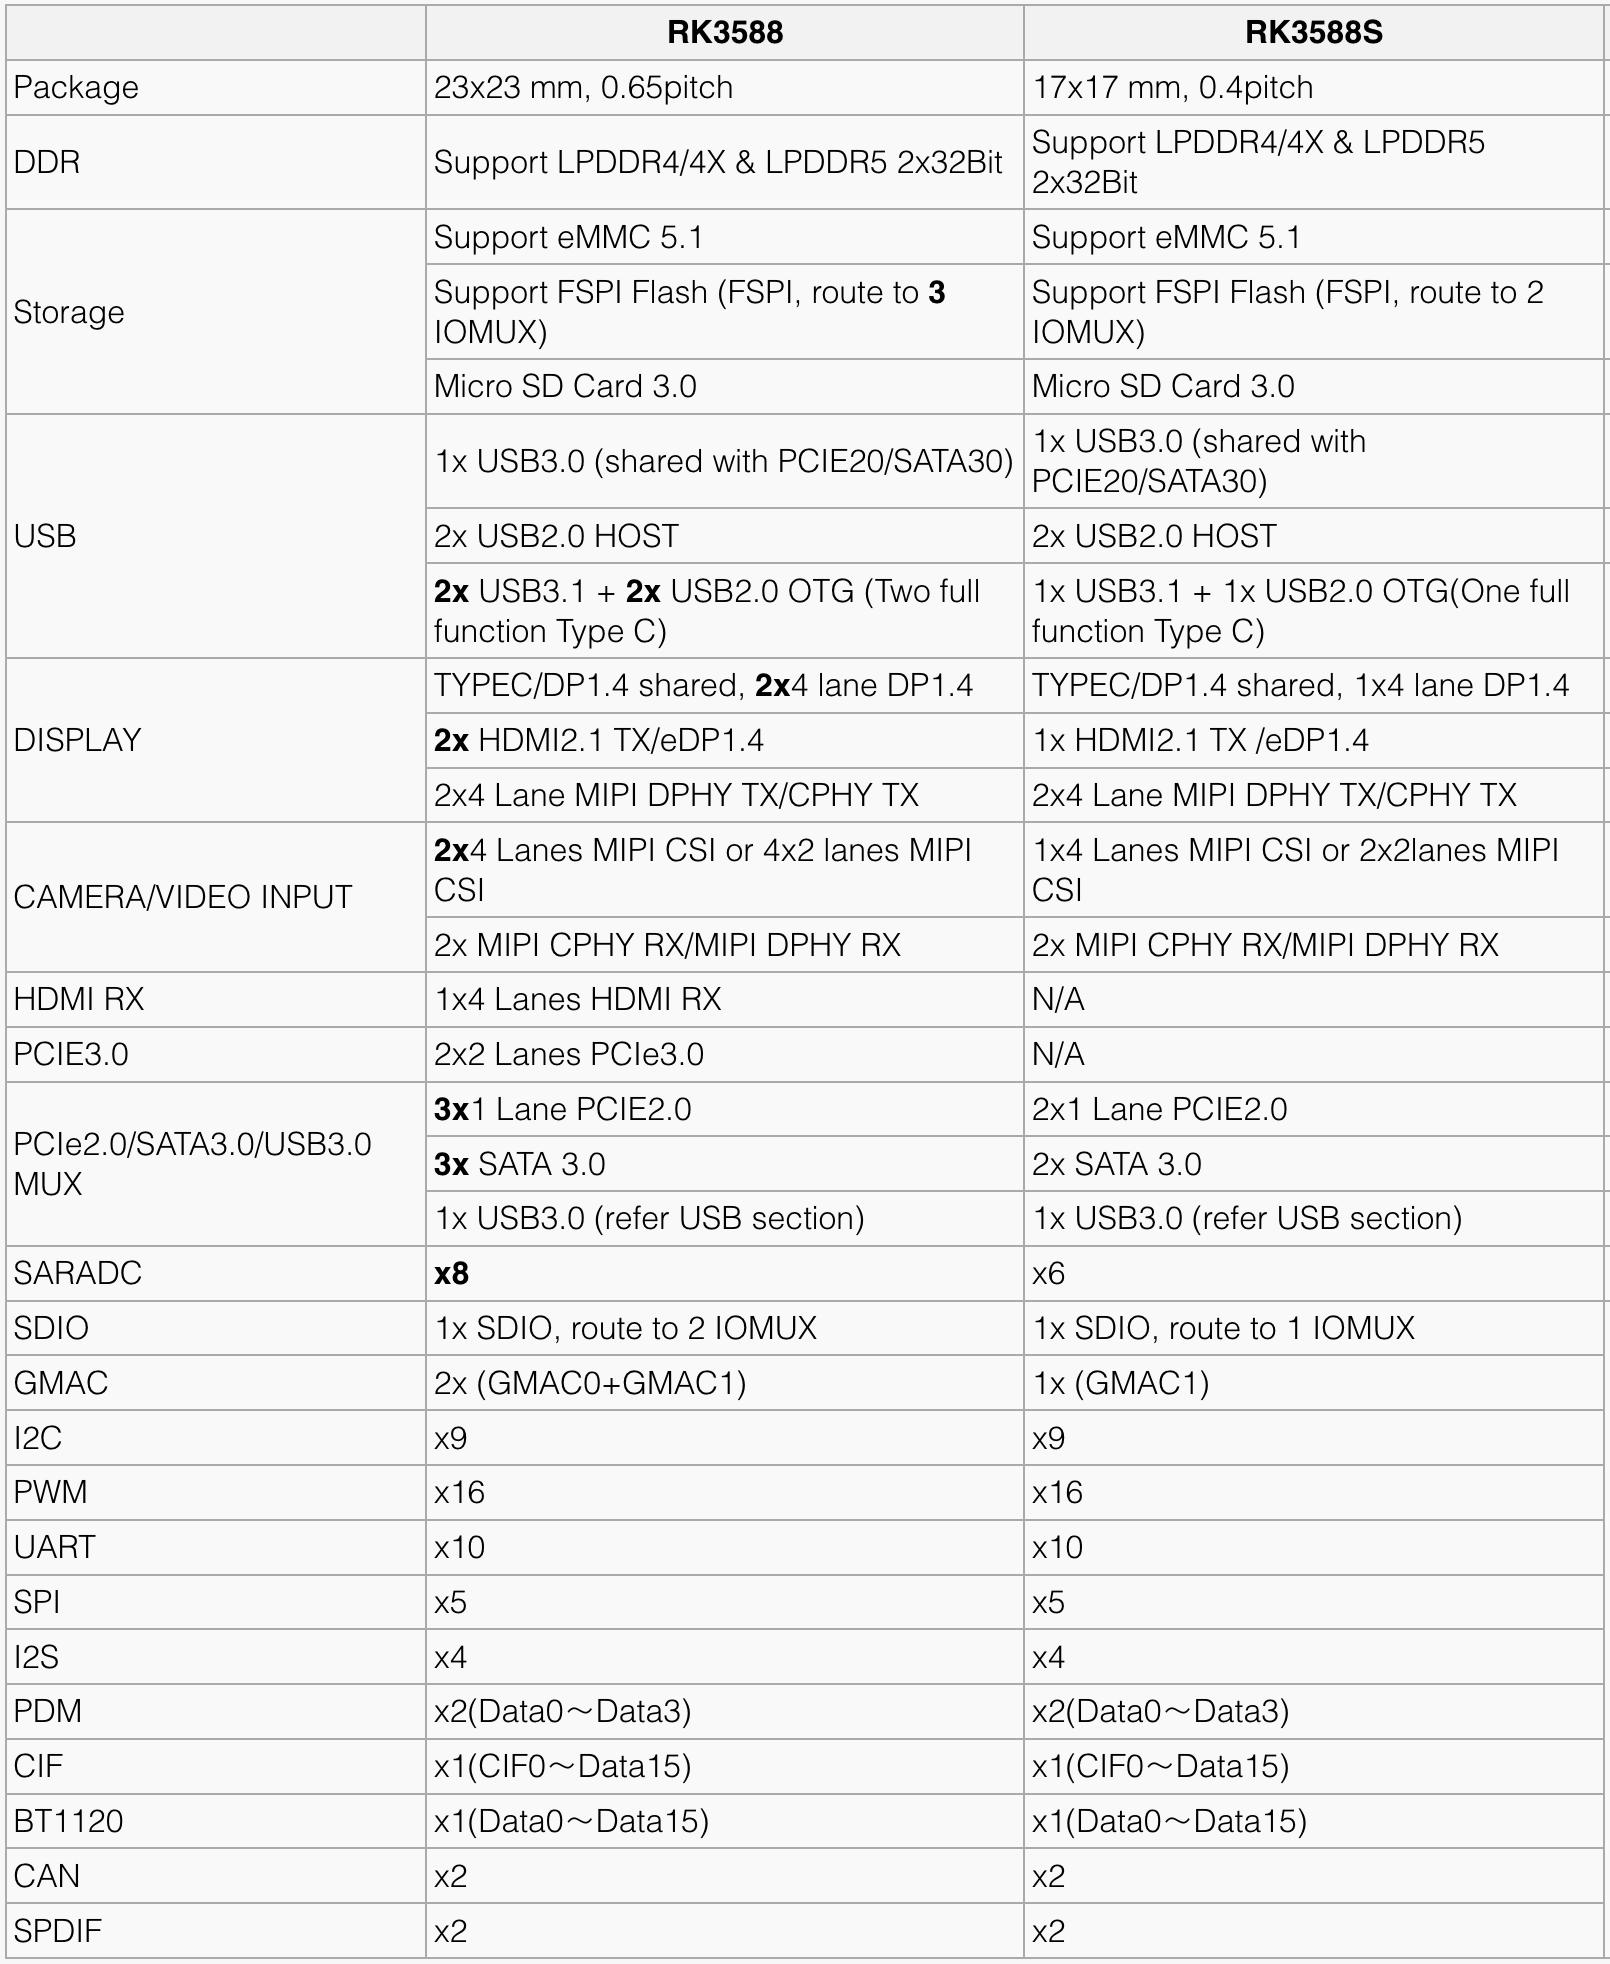 RK3588 RK3588S
Package 23x23 mm, 0.65pitch 17x17 mm, 0.4pitch
DDR Support LPDDR4/4X & LPDDR5 2x32Bit Support LPDDR4/4X & LPDDR5
2x32Bit
Storage
Support eMMC 5.1 Support eMMC 5.1
Support FSPI Flash (FSPI, route to 3
IOMUX)
Support FSPI Flash (FSPI, route to 2
IOMUX)
Micro SD Card 3.0 Micro SD Card 3.0
USB
1x USB3.0 (shared with PCIE20/SATA30)
1x USB3.0 (shared with
PCIE20/SATA30)
2x USB2.0 HOST 2x USB2.0 HOST
2x USB3.1 + 2x USB2.0 OTG (Two full
function Type C)
1x USB3.1 + 1x USB2.0 OTG(One full
function Type C)
DISPLAY
TYPEC/DP1.4 shared, 2x4 lane DP1.4 TYPEC/DP1.4 shared, 1x4 lane DP1.4
2x HDMI2.1 TX/eDP1.4 1x HDMI2.1 TX /eDP1.4
2x4 Lane MIPI DPHY TX/CPHY TX 2x4 Lane MIPI DPHY TX/CPHY TX
CAMERA/VIDEO INPUT
2x4 Lanes MIPI CSI or 4x2 lanes MIPI
CSI
1x4 Lanes MIPI CSI or 2x2lanes MIPI
CSI
2x MIPI CPHY RX/MIPI DPHY RX 2x MIPI CPHY RX/MIPI DPHY RX
HDMI RX 1x4 Lanes HDMI RX N/A
PCIE3.0 2x2 Lanes PCIe3.0 N/A
PCIe2.0/SATA3.0/USB3.0
MUX
3x1 Lane PCIE2.0 2x1 Lane PCIE2.0
3x SATA 3.0 2x SATA 3.0
1x USB3.0 (refer USB section) 1x USB3.0 (refer USB section)
SARADC x8 x6
SDIO 1x SDIO, route to 2 IOMUX 1x SDIO, route to 1 IOMUX
GMAC 2x (GMAC0+GMAC1) 1x (GMAC1)
I2C x9 x9
PWM x16 x16
UART x10 x10
SPI x5 x5
I2S x4 x4
PDM x2(Data0～Data3) x2(Data0～Data3)
CIF x1(CIF0～Data15) x1(CIF0～Data15)
BT1120 x1(Data0～Data15) x1(Data0～Data15)
CAN x2 x2
SPDIF x2 x2